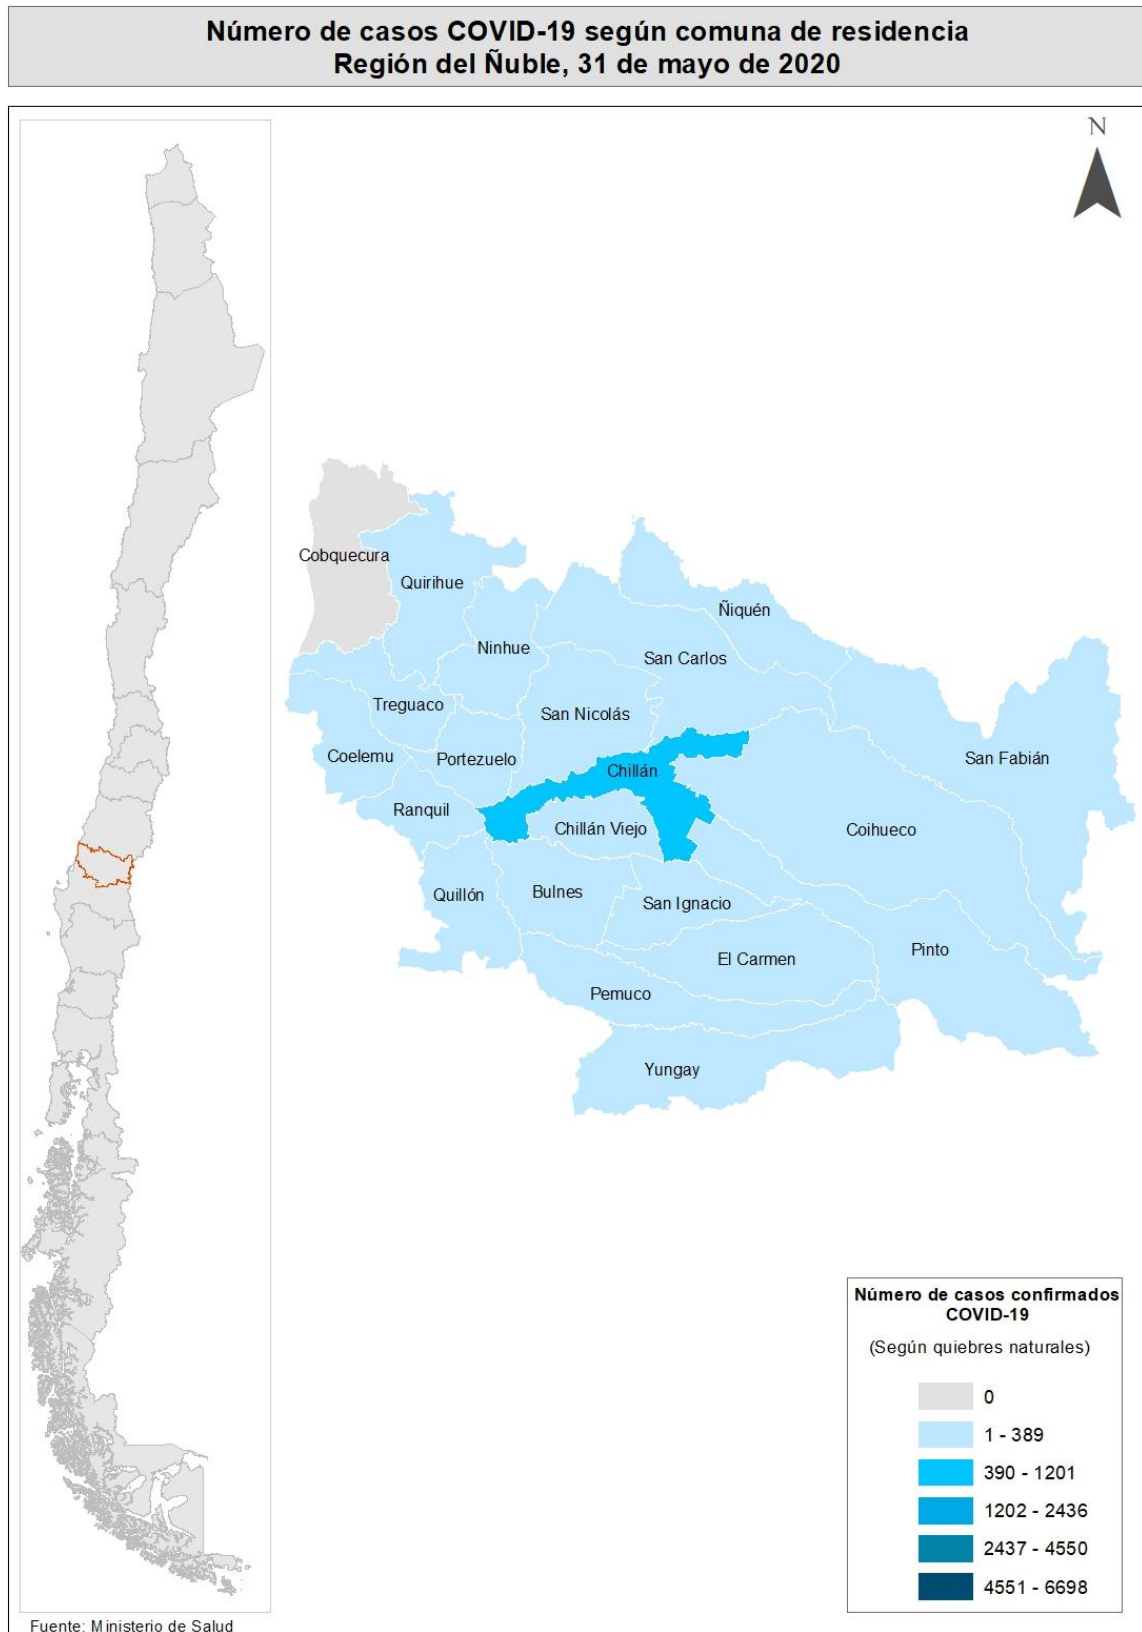 Número de casos COVID-19 según comuna de residencia
Región del Ñuble, 31 de mayo de 2020
N
Cobquecura
Quirihue
Ñiquén
Ninhue
San Carlos
Treguaco
San Nicolás
Coelemu
Portezuelo
San Fabián
Chillán
Ranquil
Chillán Viejo
Coihueco
Quillón
Bulnes
San Ignacio
Pinto
El Carmen
Pemuco
Yungay
Número de casos confirmados
COVID-19
(Según quiebres naturales)
0
1 - 389
390 - 1201
1202 - 2436
2437 - 4550
4551 - 6698
Fuente: Ministerio de Salud